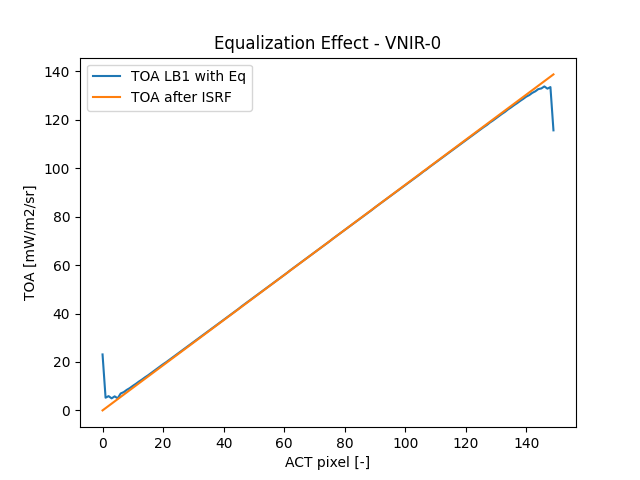 Equalization Effect - VNIR-0
TOA LB1 with Eq
TOA after ISRF
TOA [mW/m2/sr]
140
120
100
80
60
40
20
0
0 20 40 60 80 100 120 140
ACT pixel [-]